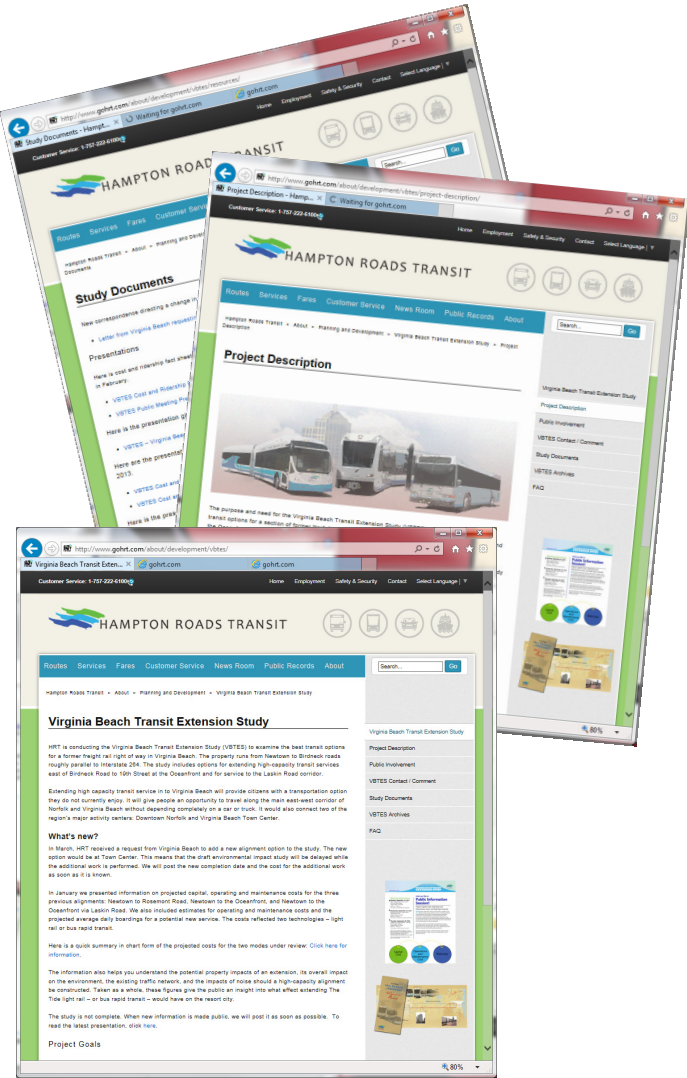 http://www.gohrt.com/about/development/vbtes/resources/
Study Documents - Hampt...
Waiting for gohrt.com
gohrt.com
Customer Service: 1-757-222-6100
Home Employment Safety & Security Contact Select Language | ▼
HAMPTON ROADS TRANSIT
Search... Go
Routes Services Fares Customer
Hampton Roads Transit » About » Planning and
Documents
Study Documents
New correspondence directing a change in
Letter from Virginia Beach
Presentations
Here is cost and ridership fact
in February.
VBTES Cost and Ridership
VBTES Public Meeting
Here is the presentation
VBTES – Virginia
Here are the
2013.
VBTES Cost
VBTES Cost
Here is the
http://www.gohrt.com/about/development/vbtes/project-description/
Project Description - Hamp...
Waiting for gohrt.com
Customer Service: 1-757-222-6100
Home Employment Safety & Security Contact Select Language | ▼
HAMPTON ROADS TRANSIT
Routes Services Fares Customer Service News Room Public Records About
Search... Go
Hampton Roads Transit » About » Planning and Development » Virginia Beach Transit Extension Study » Project
Description
Project Description
Virginia Beach Transit Extension Study
Project Description
Public Involvement
VBTES Contact / Comment
Study Documents
VBTES Archives
FAQ
The purpose and need for the Virginia Beach Transit Extension Study
transit options for a section of former
Public Information
Session!
80%
http://www.gohrt.com/about/development/vbtes/
Virginia Beach Transit Exten...
gohrt.com
gohrt.com
Customer Service: 1-757-222-6100
Home Employment Safety & Security Contact Select Language | ▼
HAMPTON ROADS TRANSIT
Routes Services Fares Customer Service News Room Public Records About
Search... Go
Hampton Roads Transit » About » Planning and Development » Virginia Beach Transit Extension Study
Virginia Beach Transit Extension Study
HRT is conducting the Virginia Beach Transit Extension Study (VBTES) to examine the best transit options
for a former freight rail right of way in Virginia Beach. The property runs from Newtown to Birdneck roads
roughly parallel to Interstate 264. The study includes options for extending high-capacity transit services
east of Birdneck Road to 19th Street at the Oceanfront and for service to the Laskin Road corridor.
Extending high capacity transit service in to Virginia Beach will provide citizens with a transportation option
they do not currently enjoy. It will give people an opportunity to travel along the main east-west corridor of
Norfolk and Virginia Beach without depending completely on a car or truck. It would also connect two of the
region's major activity centers: Downtown Norfolk and Virginia Beach Town Center.
What's new?
In March, HRT received a request from Virginia Beach to add a new alignment option to the study. The new
option would be at Town Center. This means that the draft environmental impact study will be delayed while
the additional work is performed. We will post the new completion date and the cost for the additional work
as soon as it is known.
In January we presented information on projected capital, operating and maintenance costs for the three
previous alignments: Newtown to Rosemont Road, Newtown to the Oceanfront, and Newtown to the
Oceanfront via Laskin Road. We also included estimates for operating and maintenance costs and the
projected average daily boardings for a potential new service. The costs reflected two technologies – light
rail or bus rapid transit.
Here is a quick summary in chart form of the projected costs for the two modes under review: Click here for
information.
The information also helps you understand the potential property impacts of an extension, its overall impact
on the environment, the existing traffic network, and the impacts of noise should a high-capacity alignment
be constructed. Taken as a whole, these figures give the public an insight into what effect extending The
Tide light rail – or bus rapid transit – would have on the resort city.
The study is not complete. When new information is made public, we will post it as soon as possible. To
read the latest presentation, click here.
Project Goals
Virginia Beach Transit Extension Study
Project Description
Public Involvement
VBTES Contact / Comment
Study Documents
VBTES Archives
FAQ
Public Information
Session!
80%